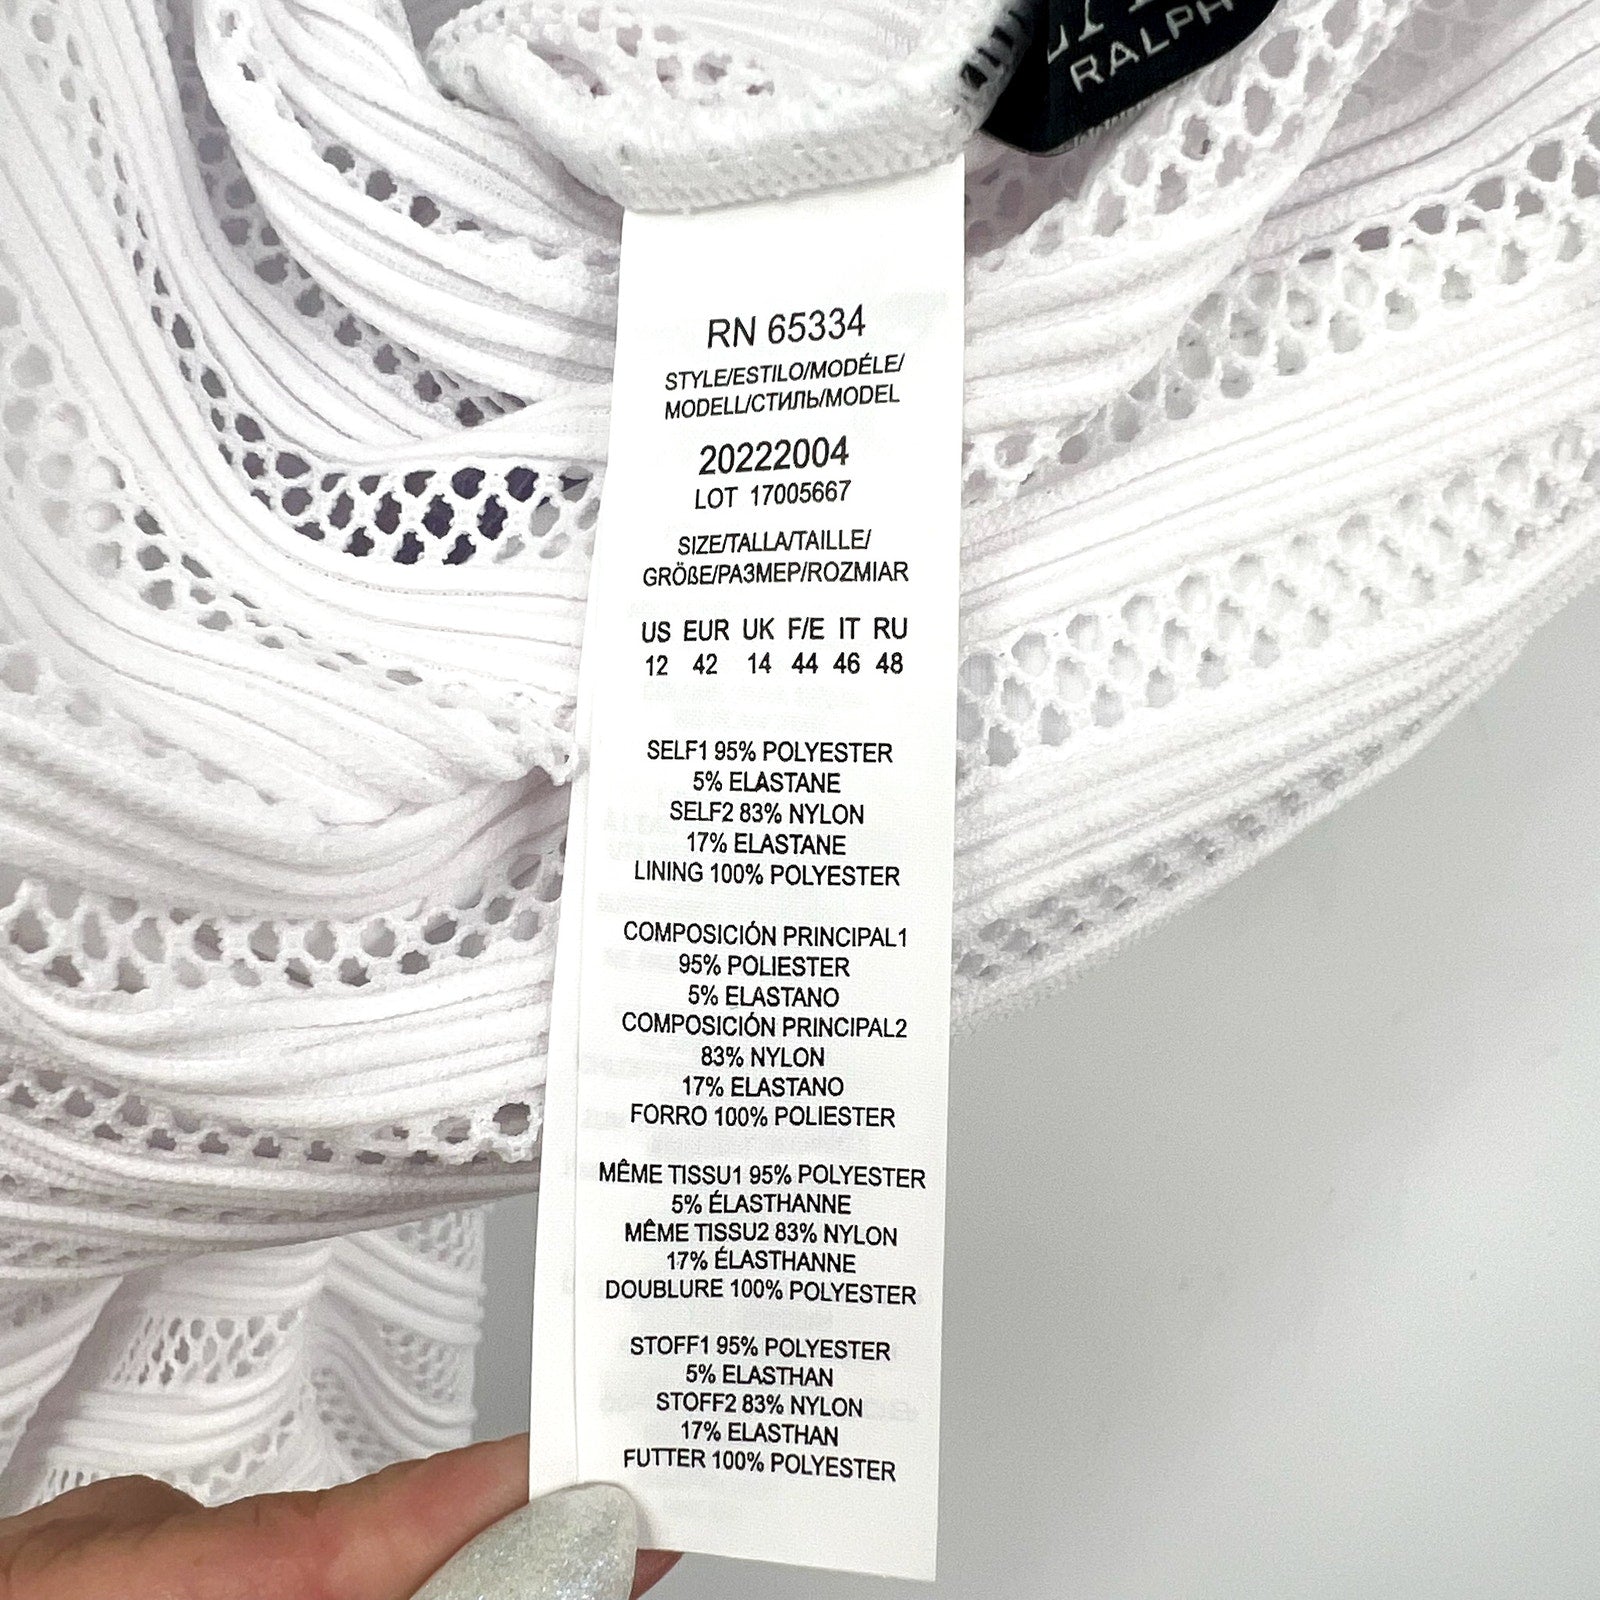 RALPH
RN 65334
STYLE/ESTILO/MODÉLE/
MODELL/СТИЛЬ/MODEL
20222004
LOT 17005667
SIZE/TALLA/TAILLE/
GRÖßE/РАЗМЕР/ROZMIAR
US EUR UK F/E IT RU
12 42 14 44 46 48
SELF1 95% POLYESTER
5% ELASTANE
SELF2 83% NYLON
17% ELASTANE
LINING 100% POLYESTER
COMPOSICIÓN PRINCIPAL1
95% POLIESTER
5% ELASTANO
COMPOSICIÓN PRINCIPAL2
83% NYLON
17% ELASTANO
FORRO 100% POLIESTER
MÊME TISSU1 95% POLYESTER
5% ÉLASTHANNE
MÊME TISSU2 83% NYLON
17% ÉLASTHANNE
DOUBLURE 100% POLYESTER
STOFF1 95% POLYESTER
5% ELASTHAN
STOFF2 83% NYLON
17% ELASTHAN
FUTTER 100% POLYESTER